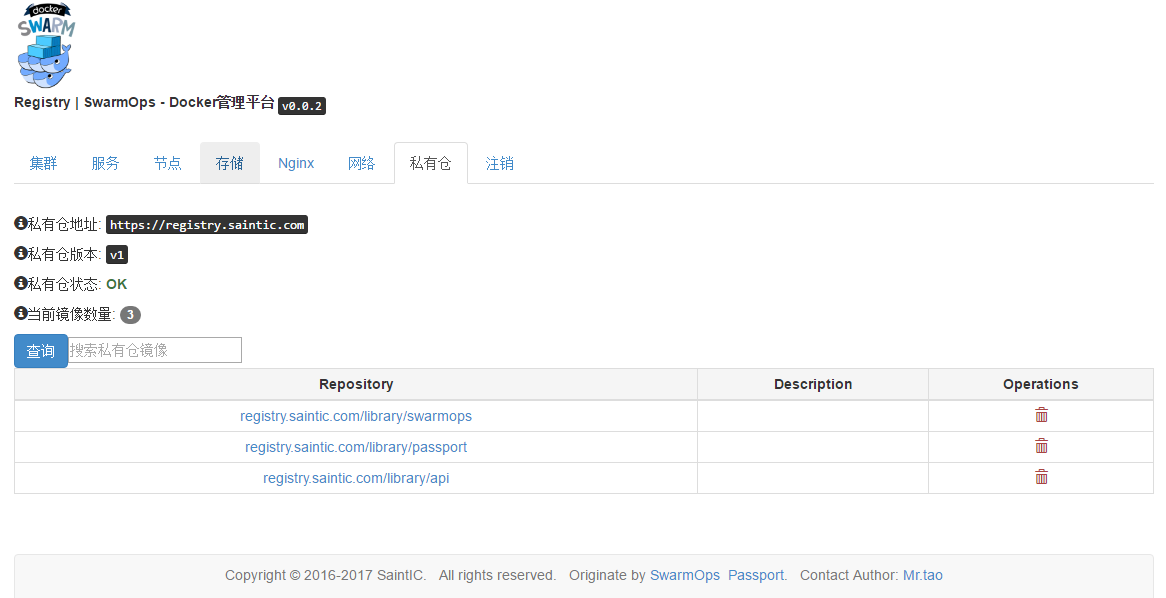 docker
SWARM
Registry | SwarmOps - Docker管理平台 v0.0.2
集群 服务 节点 存储 Nginx 网络 私有仓 注销
私有仓地址: https://registry.saintic.com
私有仓版本: v1
私有仓状态: OK
当前镜像数量: 3
查询 搜索私有仓镜像
Repository Description Operations
registry.saintic.com/library/swarmops
registry.saintic.com/library/passport
registry.saintic.com/library/api
Copyright © 2016-2017 SaintIC. All rights reserved. Originate by SwarmOps Passport. Contact Author: Mr.tao